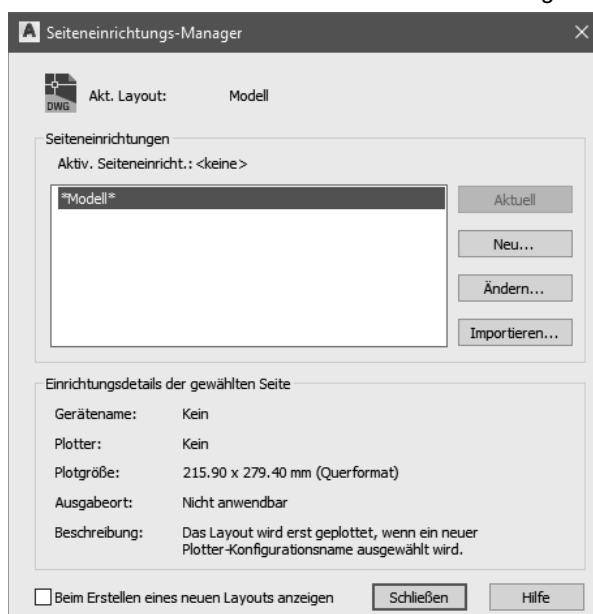 A Seiteneinrichtungs-Manager
DWG Akt. Layout: Modell
Seiteneinrichtungen
Aktiv. Seiteneinricht.: <keine>
*Modell*
Aktuell
Neu...
Ändern...
Importieren...
Einrichtungsdetails der gewählten Seite
Gerätename: Kein
Plotter: Kein
Plotgröße: 215.90 x 279.40 mm (Querformat)
Ausgabeort: Nicht anwendbar
Beschreibung: Das Layout wird erst geplottet, wenn ein neuer
Plotter-Konfigurationsname ausgewählt wird.
Beim Erstellen eines neuen Layouts anzeigen Schließen Hilfe